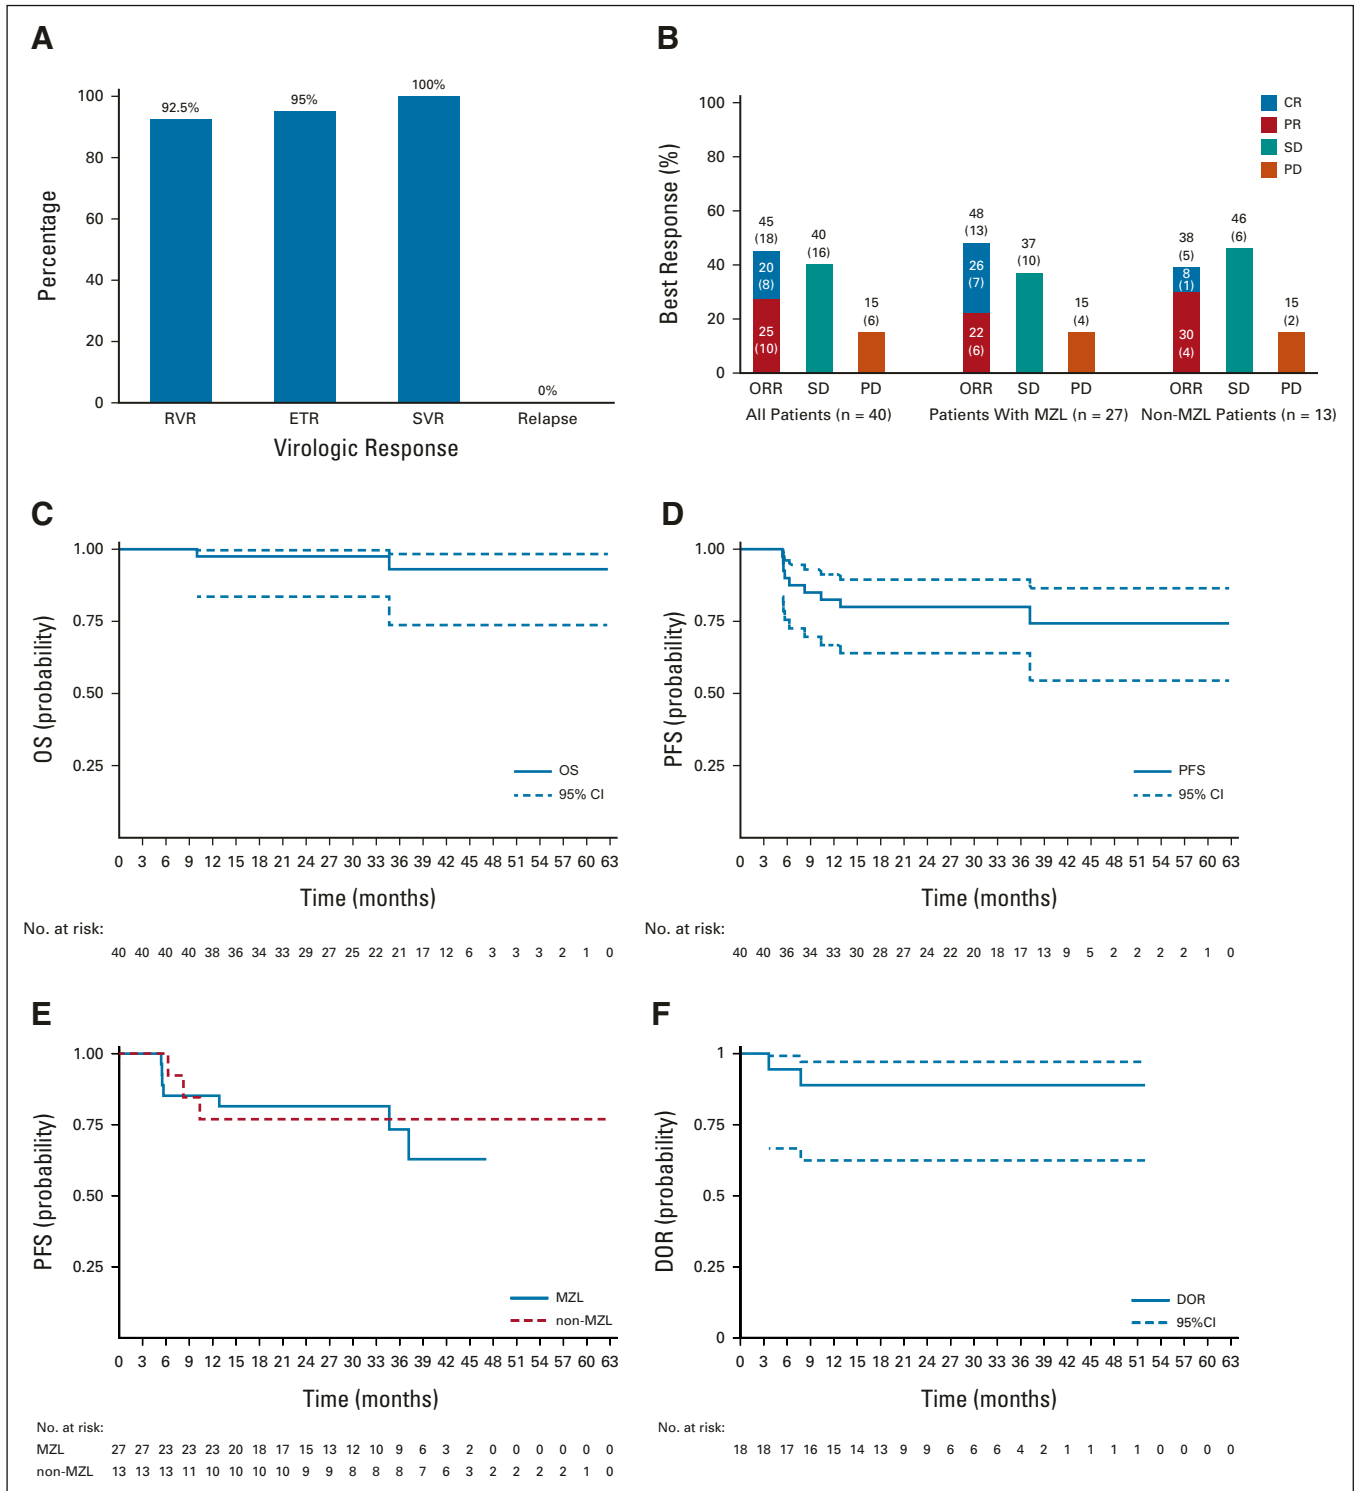 A
100
80
60
40
20
0
Percentage
92.5%
95%
100%
0%
RVR ETR SVR Relapse
Virologic Response
B
100
80
60
40
20
0
Best Response (%)
CR
PR
SD
PD
45
(18)
20
(8)
25
(10)
40
(16)
15
(6)
48
(13)
26
(7)
22
(6)
37
(10)
15
(4)
38
(5)
8
(1)
30
(4)
46
(6)
15
(2)
ORR SD PD ORR SD PD ORR SD PD
All Patients (n = 40) Patients With MZL (n = 27) Non-MZL Patients (n = 13)
C
1.00
0.75
0.50
0.25
OS (probability)
OS
95% CI
0 3 6 9 12 15 18 21 24 27 30 33 36 39 42 45 48 51 54 57 60 63
Time (months)
No. at risk:
40 40 40 40 38 36 34 33 29 27 25 22 21 17 12 6 3 3 3 2 1 0
D
1.00
0.75
0.50
0.25
PFS (probability)
PFS
95% CI
0 3 6 9 12 15 18 21 24 27 30 33 36 39 42 45 48 51 54 57 60 63
Time (months)
No. at risk:
40 40 36 34 33 30 28 27 24 22 20 18 17 13 9 5 2 2 2 2 1 0
E
1.00
0.75
0.50
0.25
PFS (probability)
MZL
non-MZL
0 3 6 9 12 15 18 21 24 27 30 33 36 39 42 45 48 51 54 57 60 63
Time (months)
No. at risk:
MZL 27 27 23 23 23 20 18 17 15 13 12 10 9 6 3 2 0 0 0 0 0 0
non-MZL 13 13 13 11 10 10 10 10 9 9 8 8 8 7 6 3 2 2 2 2 1 0
F
1
0.75
0.5
0.25
0
DOR (probability)
DOR
95%CI
0 3 6 9 12 15 18 21 24 27 30 33 36 39 42 45 48 51 54 57 60 63
Time (months)
No. at risk:
18 18 17 16 15 14 13 9 9 6 6 6 4 2 1 1 1 1 0 0 0 0